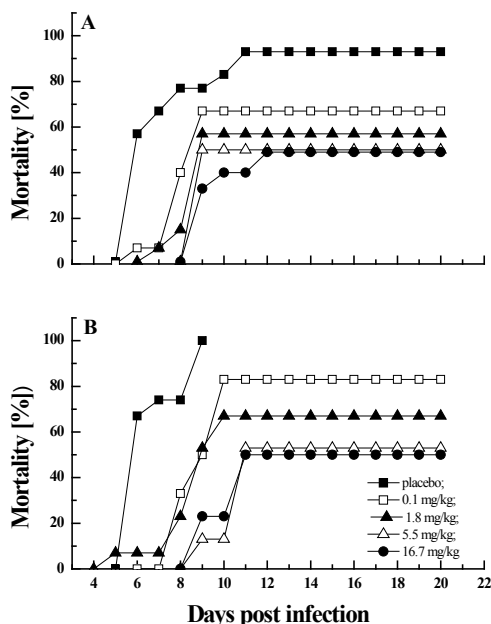 A
Mortality [%]
100
80
60
40
20
0
B
Mortality [%])
100
80
60
40
20
0
placebo;
0.1 mg/kg;
1.8 mg/kg;
5.5 mg/kg;
16.7 mg/kg
4 6 8 10 12 14 16 18 20 22
Days post infection